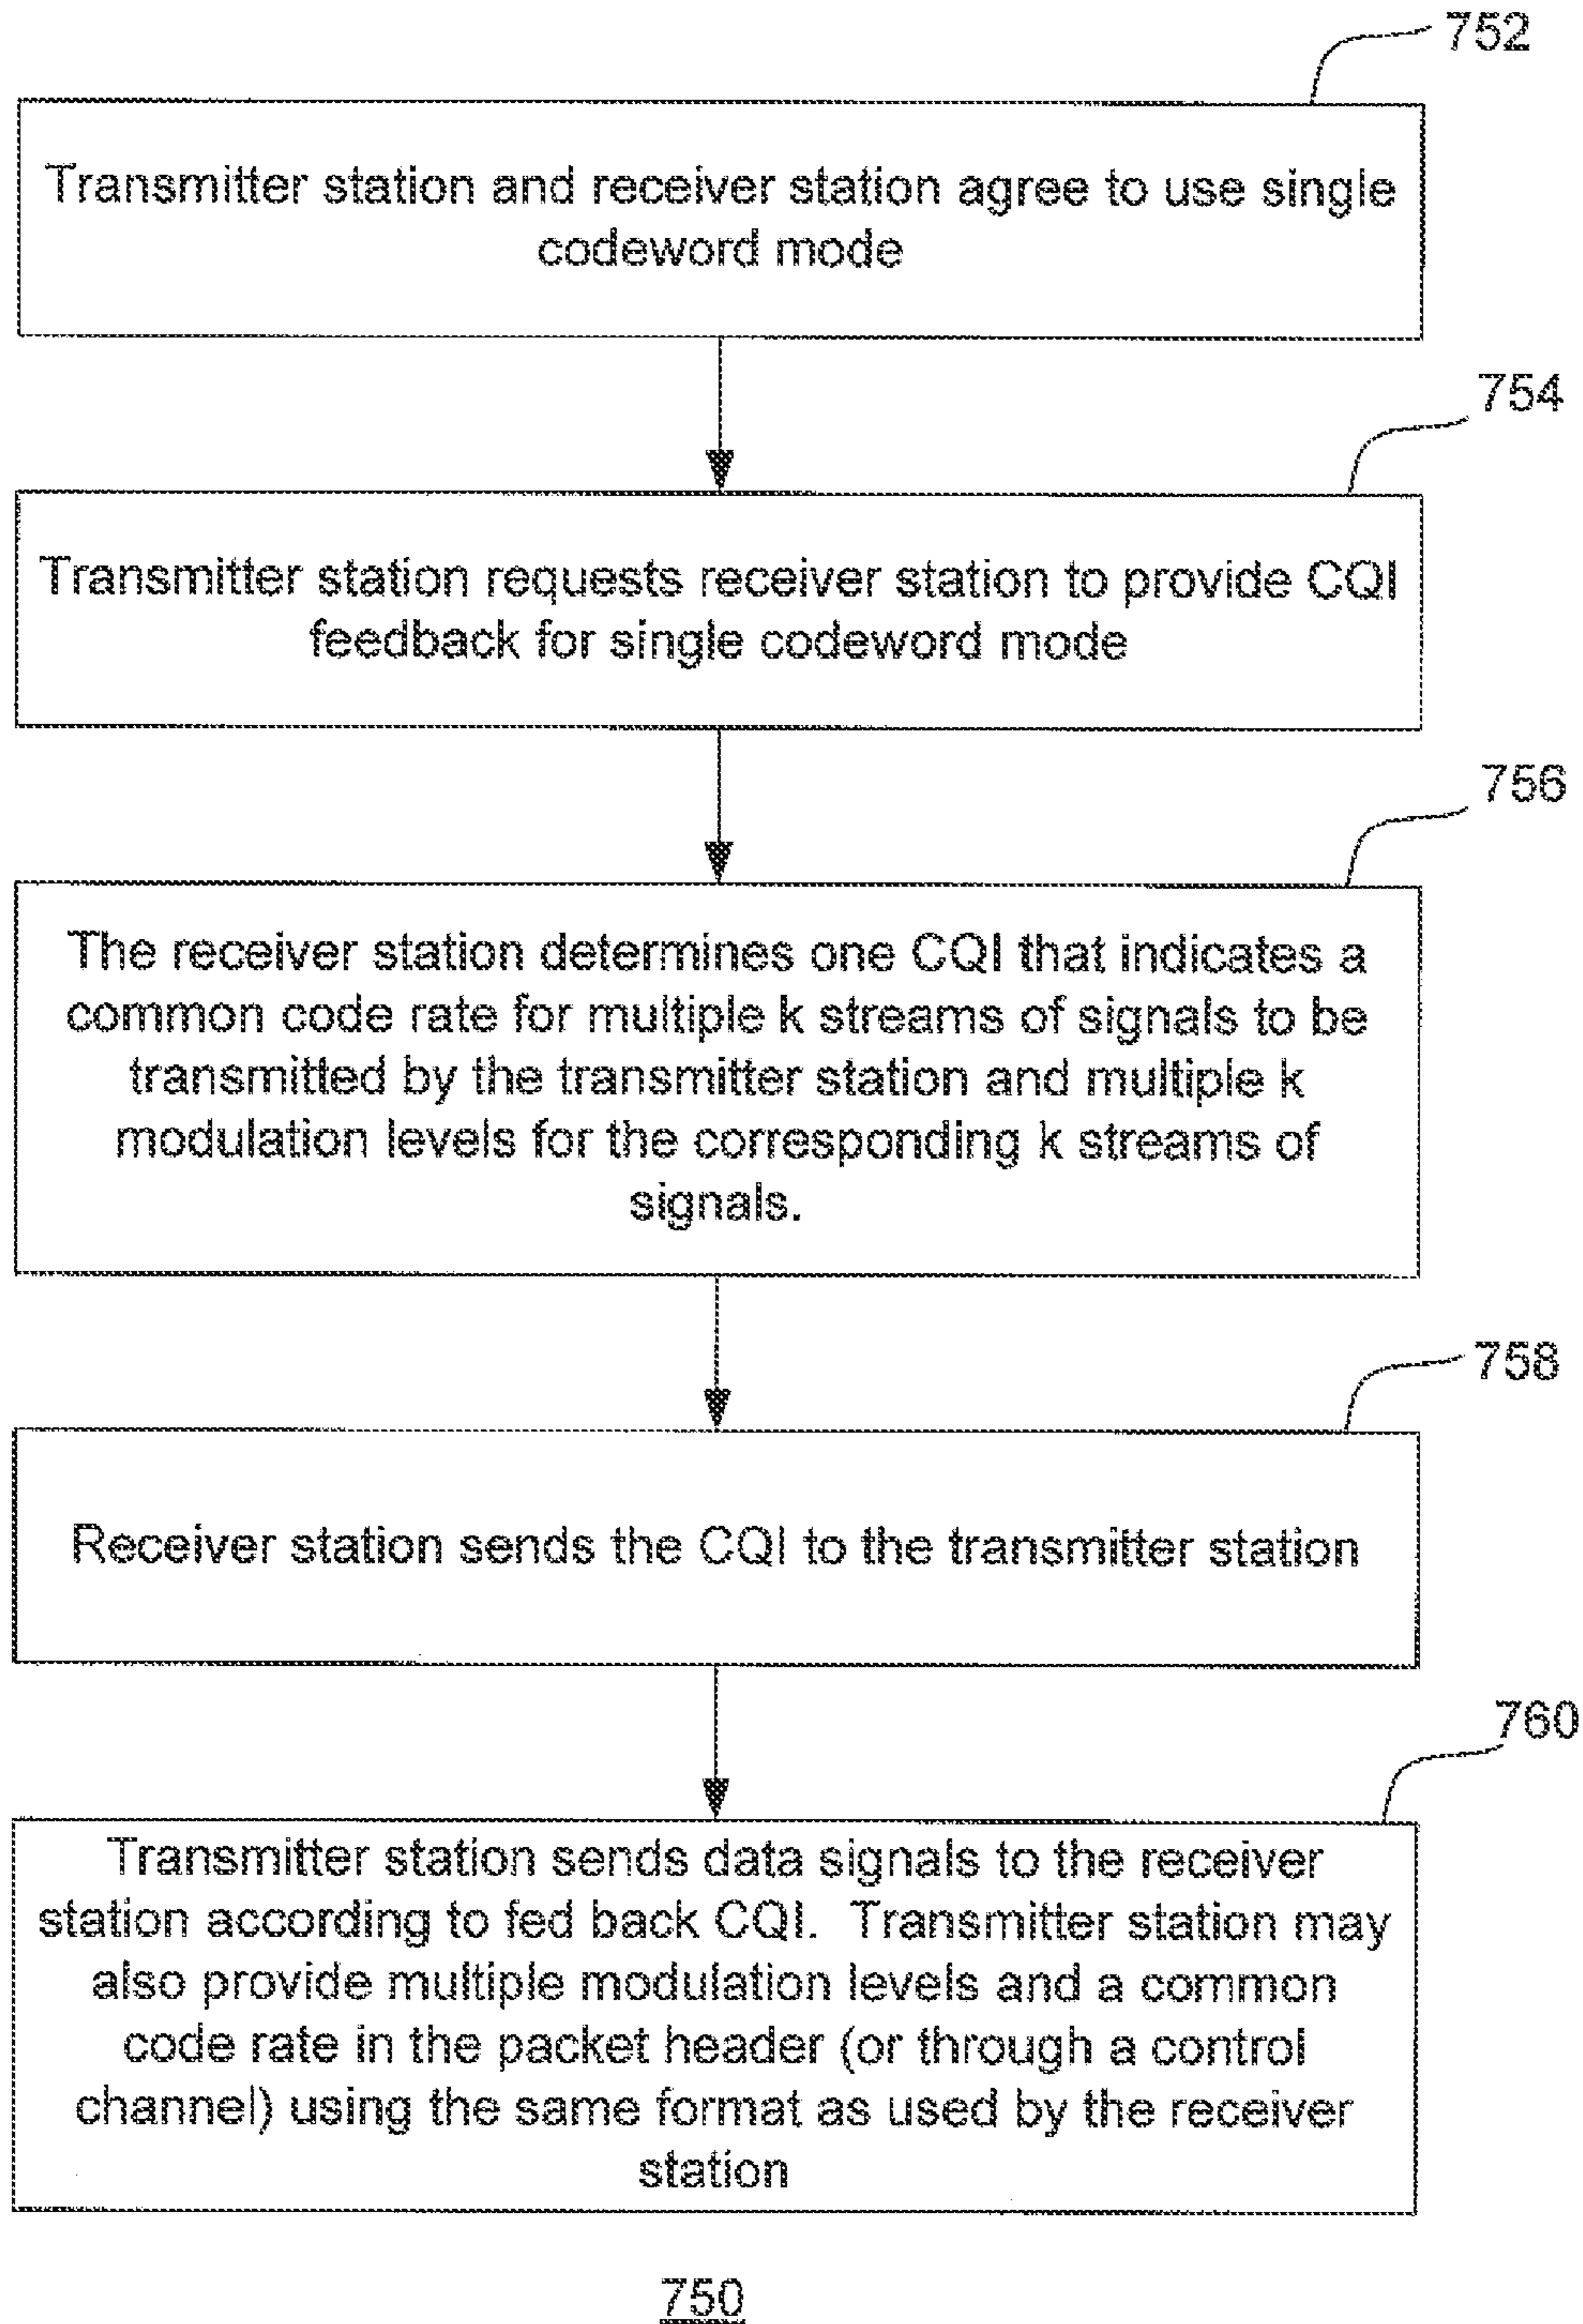 752
Transmitter station and receiver station agree to use single
codeword mode
754
Transmitter station requests receiver station to provide CQI
feedback for single codeword mode
756
The receiver station determines one CQI that indicates a
common code rate for multiple k streams of signals to be
transmitted by the transmitter station and multiple k
modulation levels for the corresponding k streams of
signals.
758
Receiver station sends the CQI to the transmitter station
760
Transmitter station sends data signals to the receiver
station according to fed back CQI.  Transmitter station may
also provide multiple modulation levels and a common
code rate in the packet header (or through a control
channel) using the same format as used by the receiver
station
750